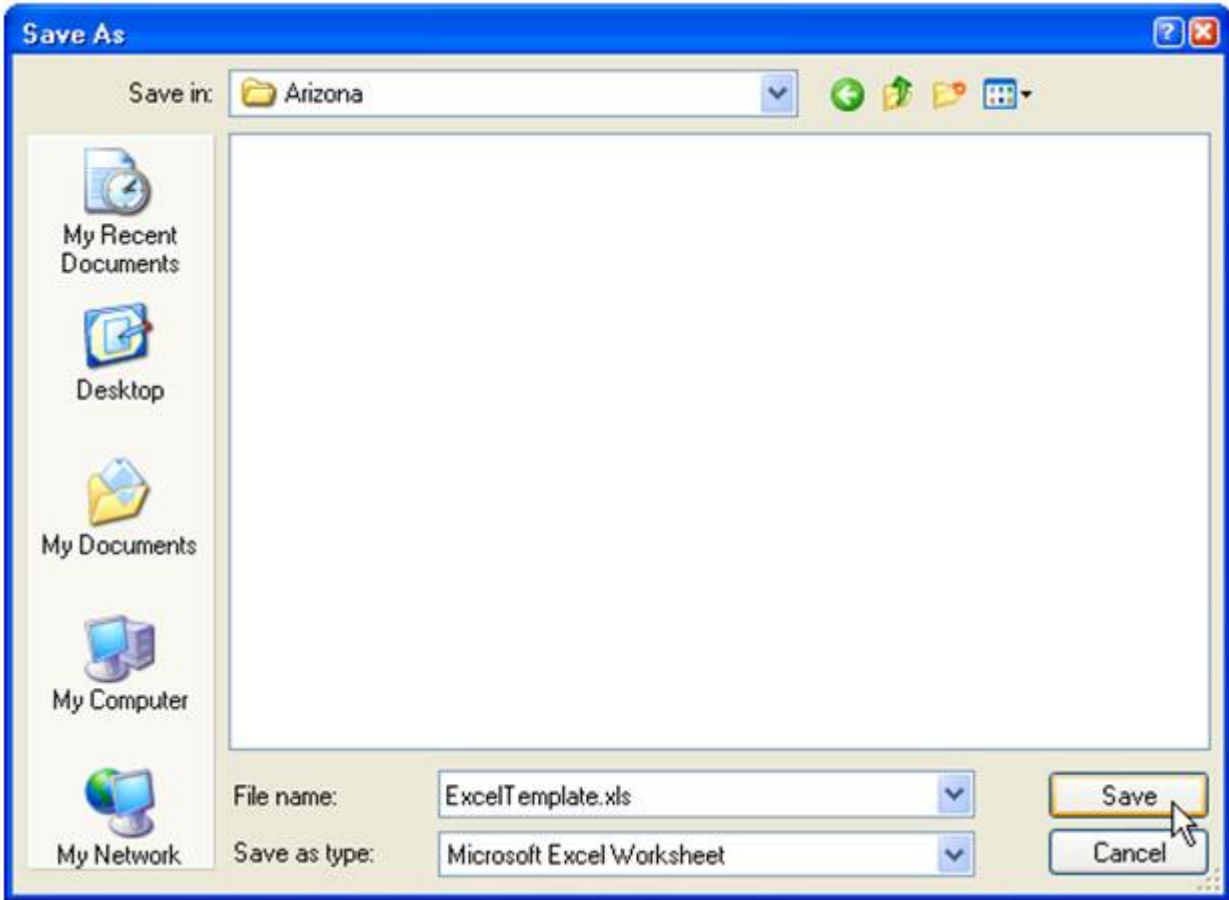 Save As
Save in: Arizona
My Recent
Documents
Desktop
My Documents
My Computer
My Network
File name: ExcelTemplate.xls Save
Save as type: Microsoft Excel Worksheet Cancel